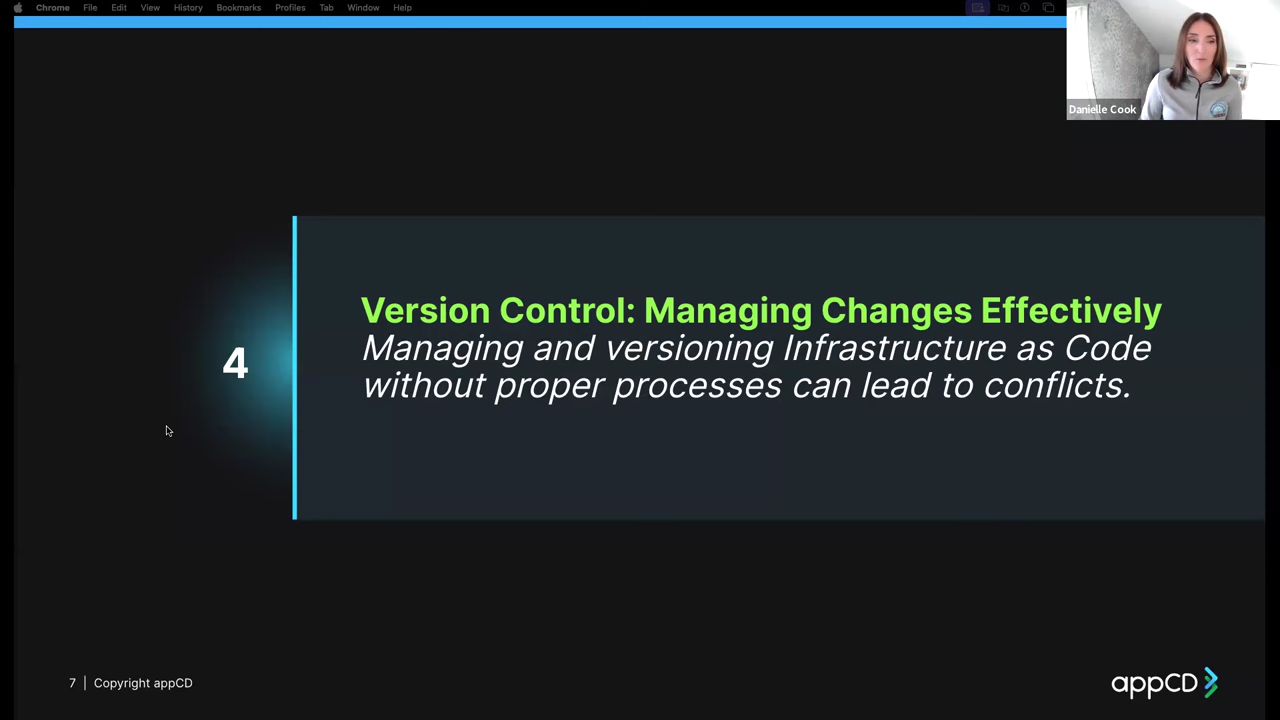 Chrome File Edit View History Bookmarks Profiles Tab Window Help
Danielle Cook
4
Version Control: Managing Changes Effectively
Managing and versioning Infrastructure as Code
without proper processes can lead to conflicts.
7 | Copyright appCD
appCD